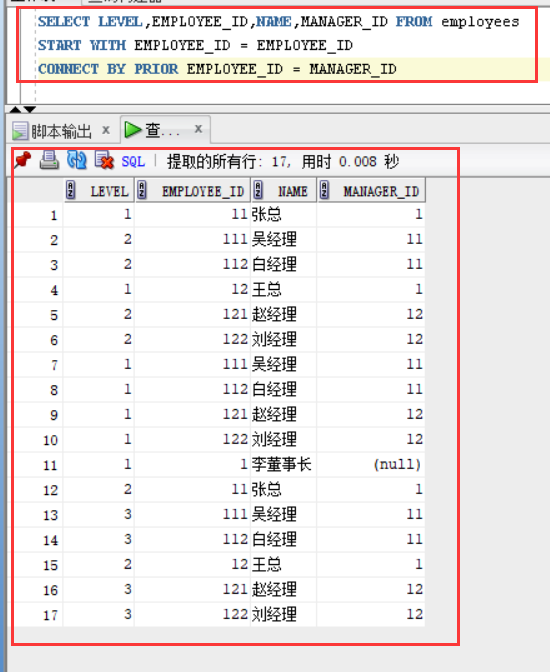 SELECT LEVEL,EMPLOYEE_ID,NAME,MANAGER_ID FROM employees
START WITH EMPLOYEE_ID = EMPLOYEE_ID
CONNECT BY PRIOR EMPLOYEE_ID = MANAGER_ID
脚本输出 x 查... x
SQL | 提取的所有行: 17, 用时 0.008 秒
LEVEL EMPLOYEE_ID NAME MANAGER_ID
1 1 11 张总 1
2 2 111 吴经理 11
3 2 112 白经理 11
4 1 12 王总 1
5 2 121 赵经理 12
6 2 122 刘经理 12
7 1 111 吴经理 11
8 1 112 白经理 11
9 1 121 赵经理 12
10 1 122 刘经理 12
11 1 1 李董事长 (null)
12 2 11 张总 1
13 3 111 吴经理 11
14 3 112 白经理 11
15 2 12 王总 1
16 3 121 赵经理 12
17 3 122 刘经理 12